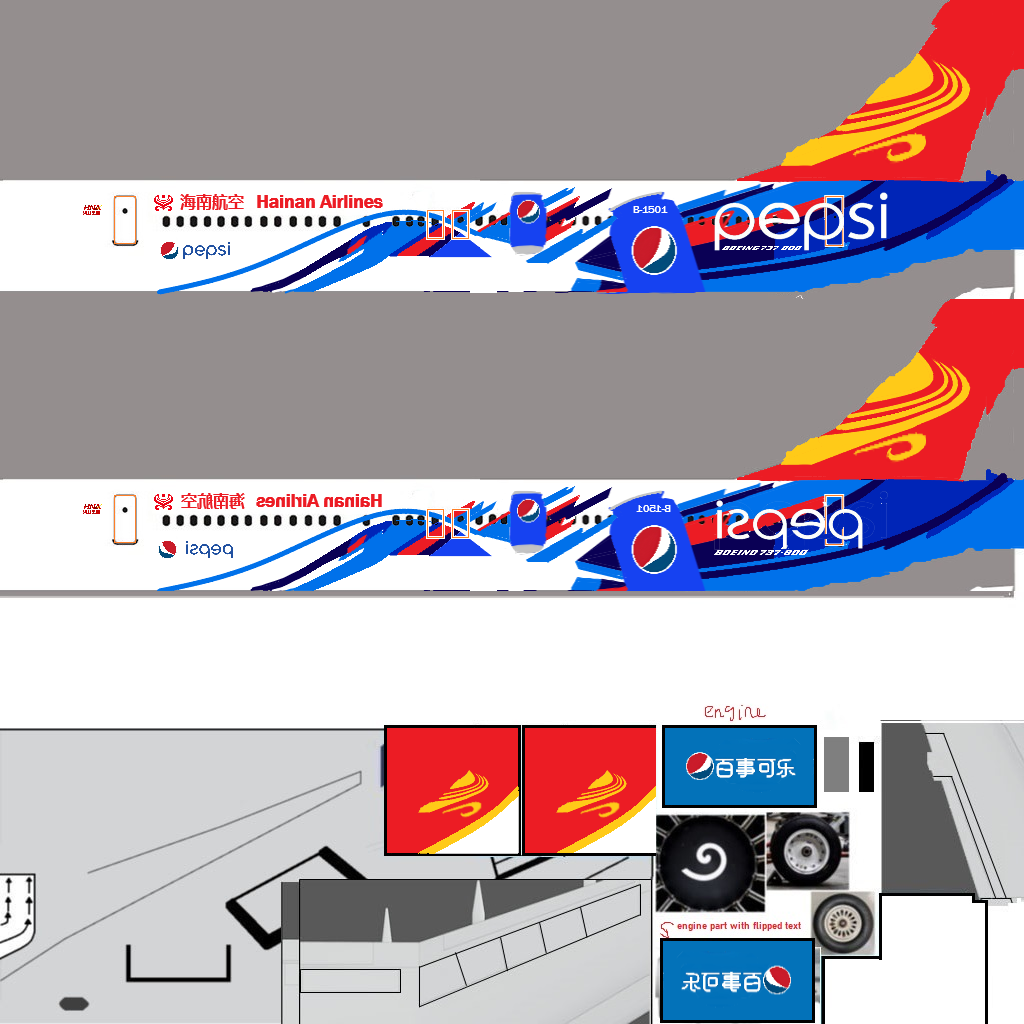 海南航空 Hainan Airlines
pepsi
B-1501
pepsi
BOEING 737-800
海南航空 Hainan Airlines
pepsi
B-1501
pepsi
BOEING 737-800
engine
百事可乐
engine part with flipped text
百事可乐